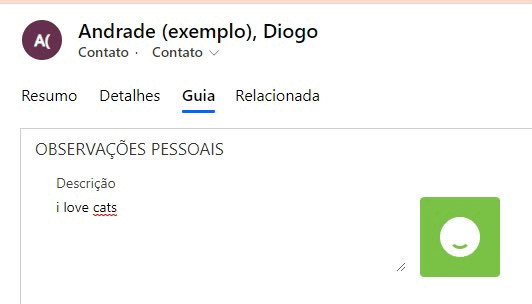 A(
Andrade (exemplo), Diogo
Contato · Contato
Resumo Detalhes Guia Relacionada
OBSERVAÇÕES PESSOAIS
Descrição
i love cats